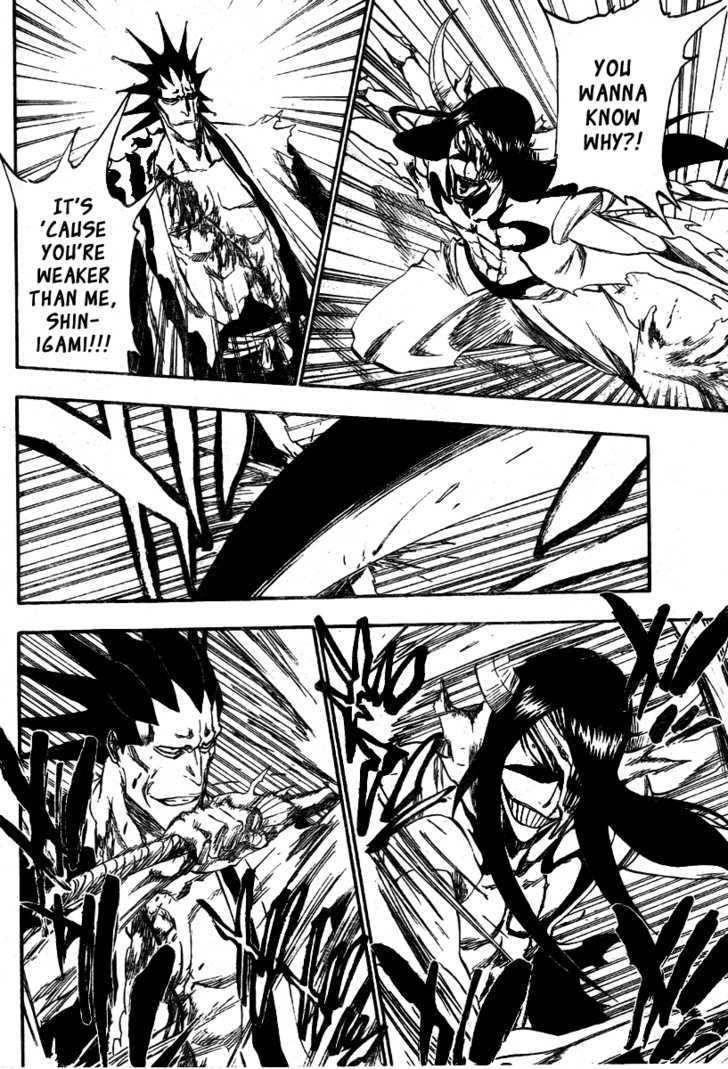 YOU
WANNA
KNOW
WHY?!
IT'S
'CAUSE
YOU'RE
WEAKER
THAN ME,
SHIN-
IGAMI!!!